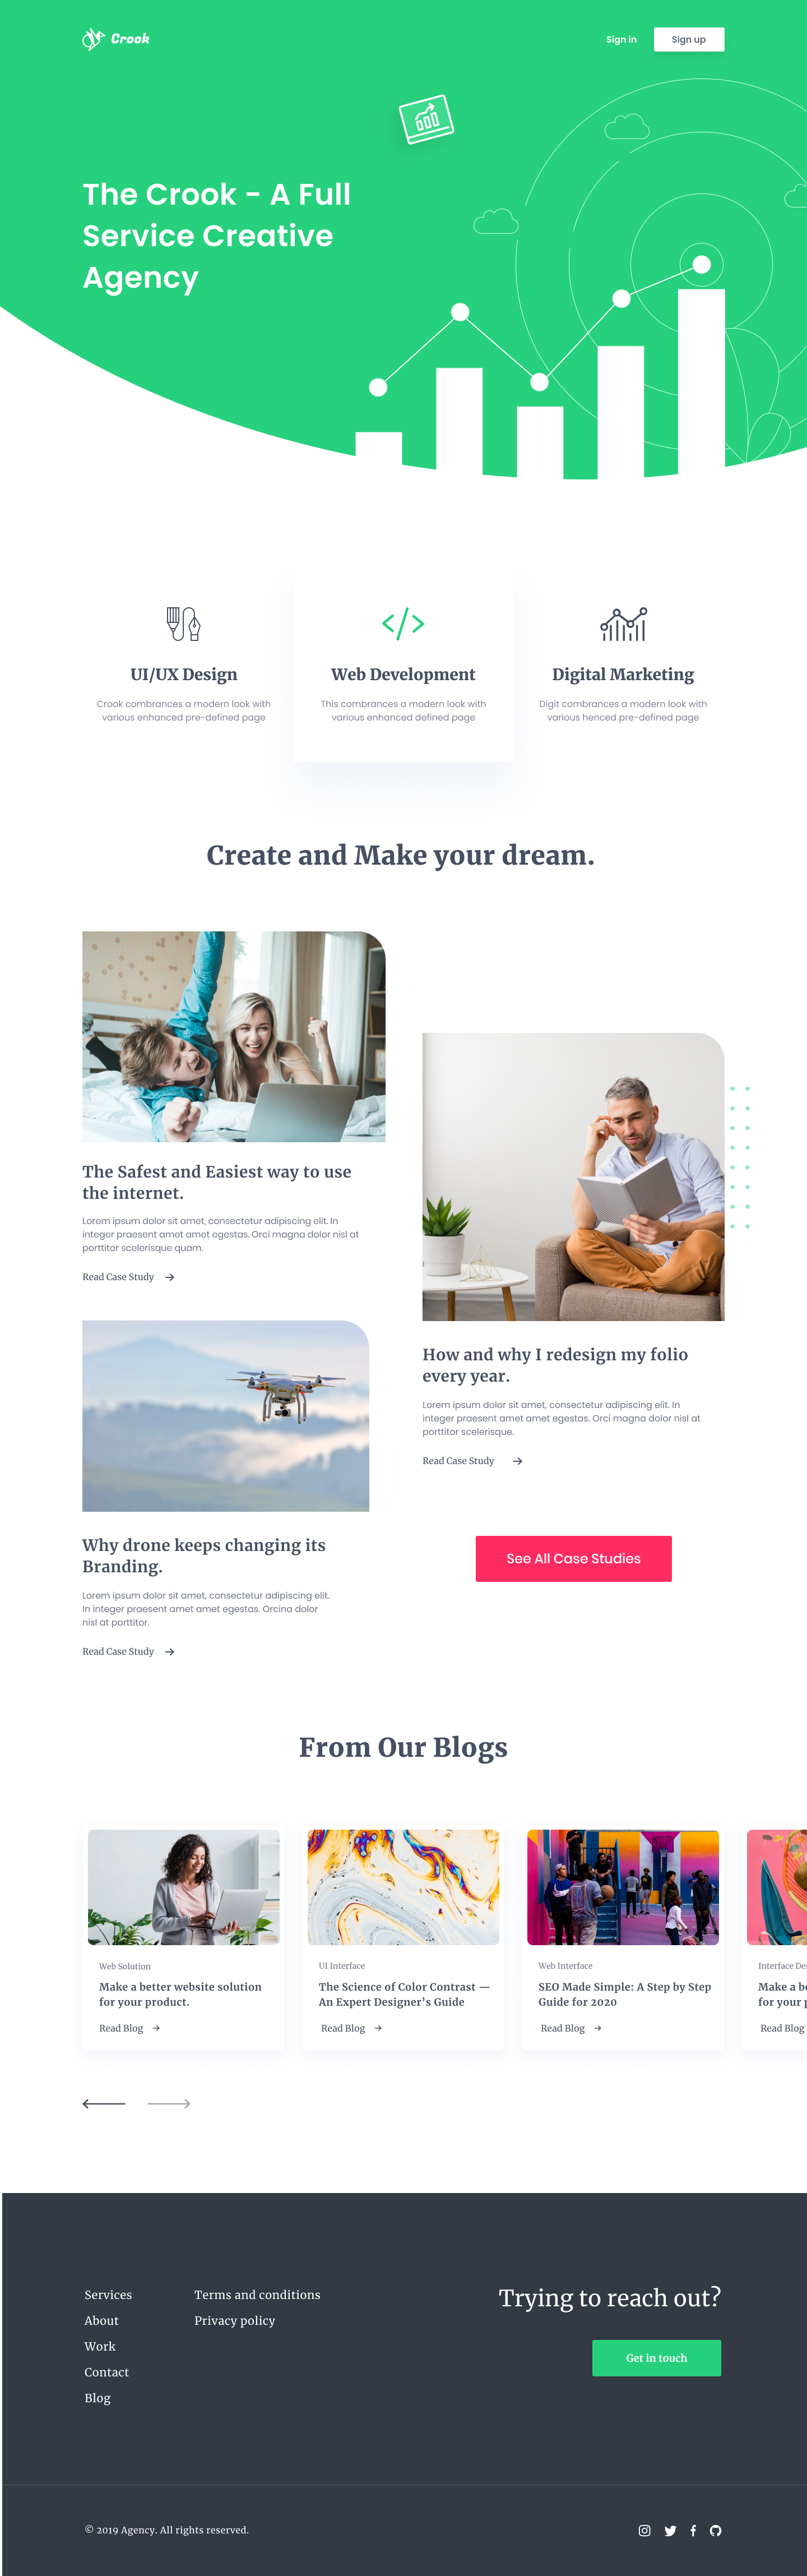 Crook
Sign in
Sign up
The Crook - A Full
Service Creative
Agency
UI/UX Design
Crook combrances a modern look with
various enhanced pre-defined page
Web Development
This combrances a modern look with
various enhanced defined page
Digital Marketing
Digit combrances a modern look with
various henced pre-defined page
Create and Make your dream.
The Safest and Easiest way to use
the internet.
Lorem ipsum dolor sit amet, consectetur adipiscing elit. In
integer praesent amet amet egestas. Orci magna dolor nisl at
porttitor scelerisque quam.
Read Case Study
How and why I redesign my folio
every year.
Lorem ipsum dolor sit amet, consectetur adipiscing elit. In
integer praesent amet amet egestas. Orci magna dolor nisl at
porttitor scelerisque.
Read Case Study
Why drone keeps changing its
Branding.
Lorem ipsum dolor sit amet, consectetur adipiscing elit.
In integer praesent amet amet egestas. Orcina dolor
nisl at porttitor.
Read Case Study
See All Case Studies
From Our Blogs
Web Solution
Make a better website solution
for your product.
Read Blog
UI Interface
The Science of Color Contrast —
An Expert Designer's Guide
Read Blog
Web Interface
SEO Made Simple: A Step by Step
Guide for 2020
Read Blog
Interface Des
Make a be
for your p
Read Blog
Services
About
Work
Contact
Blog
Terms and conditions
Privacy policy
Trying to reach out?
Get in touch
© 2019 Agency. All rights reserved.